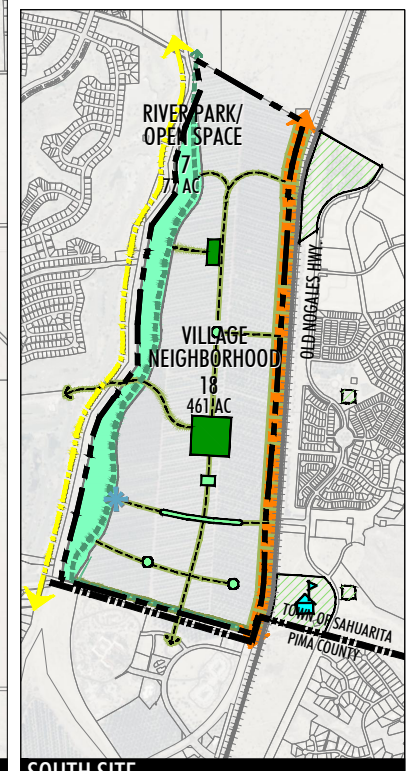 RIVER PARK/
OPEN SPACE
7
77 AC
OLD NOGALES HWY.
VILLAGE
NEIGHBORHOOD
18
461 AC
TOWN OF SAHUARITA
PIMA COUNTY
SOUTH SITE